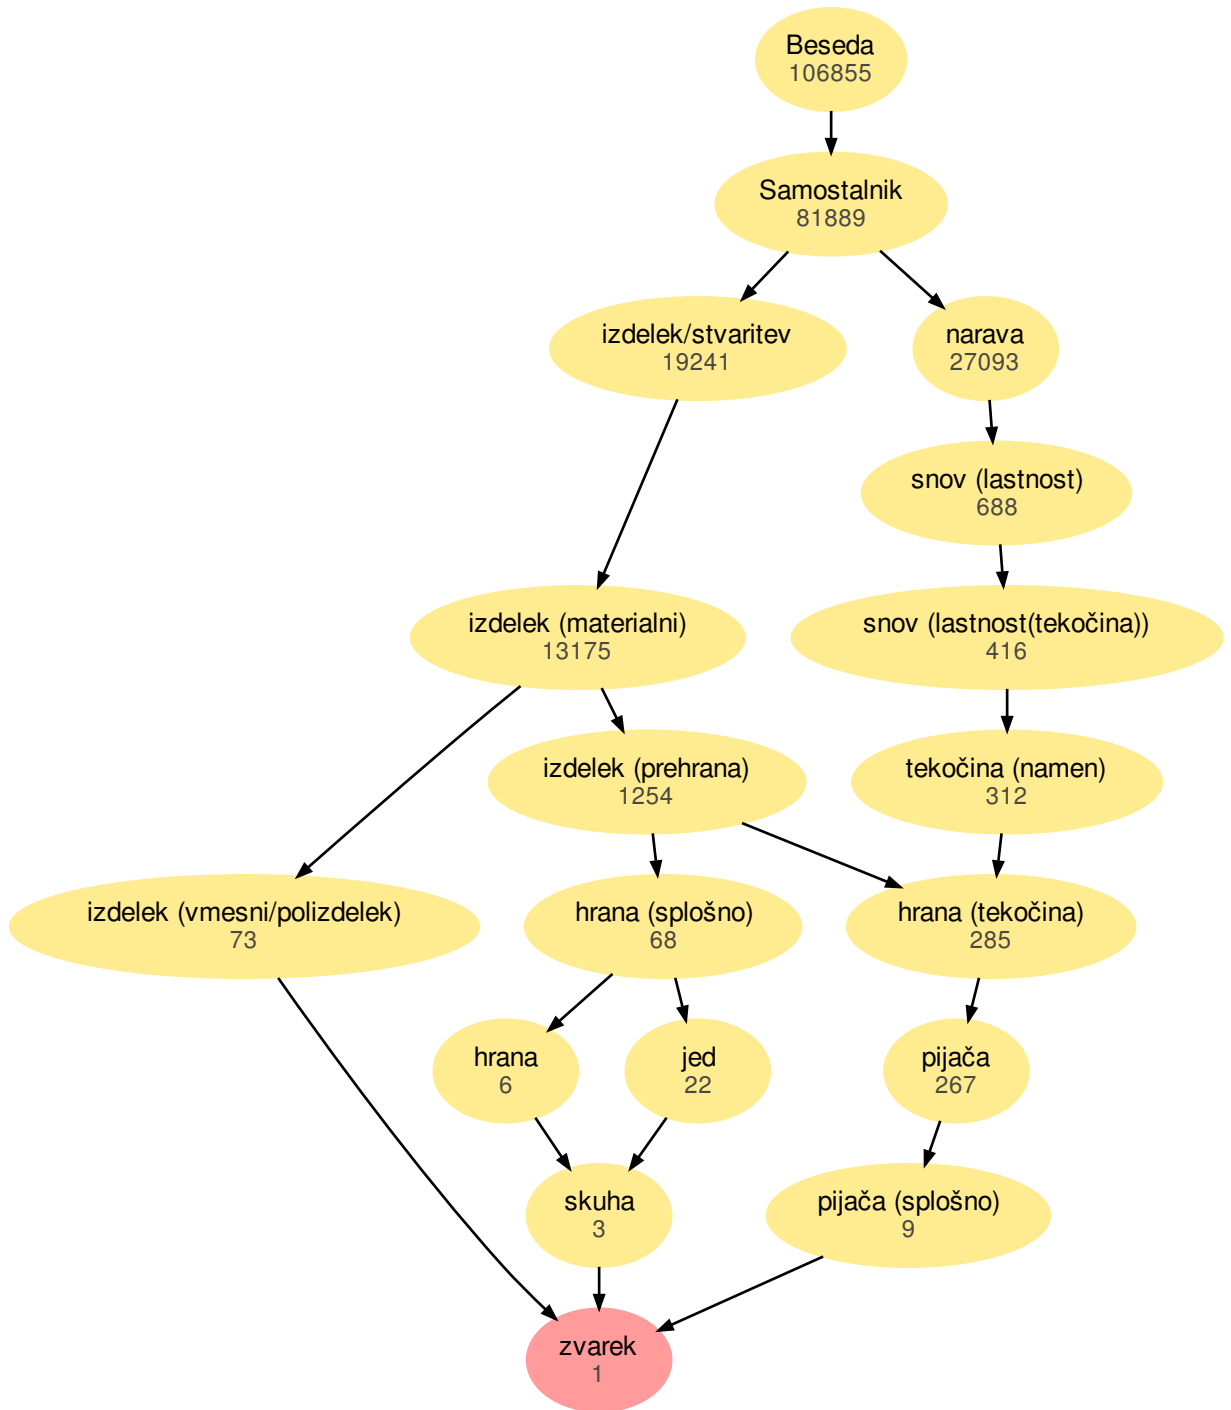 Beseda
106855
Samostalnik
81889
izdelek/stvaritev
19241
narava
27093
snov (lastnost)
688
izdelek (materialni)
13175
snov (lastnost(tekočina))
416
izdelek (prehrana)
1254
tekočina (namen)
312
izdelek (vmesni/polizdelek)
73
hrana (splošno)
68
hrana (tekočina)
285
hrana
6
jed
22
pijača
267
skuha
3
pijača (splošno)
9
zvarek
1